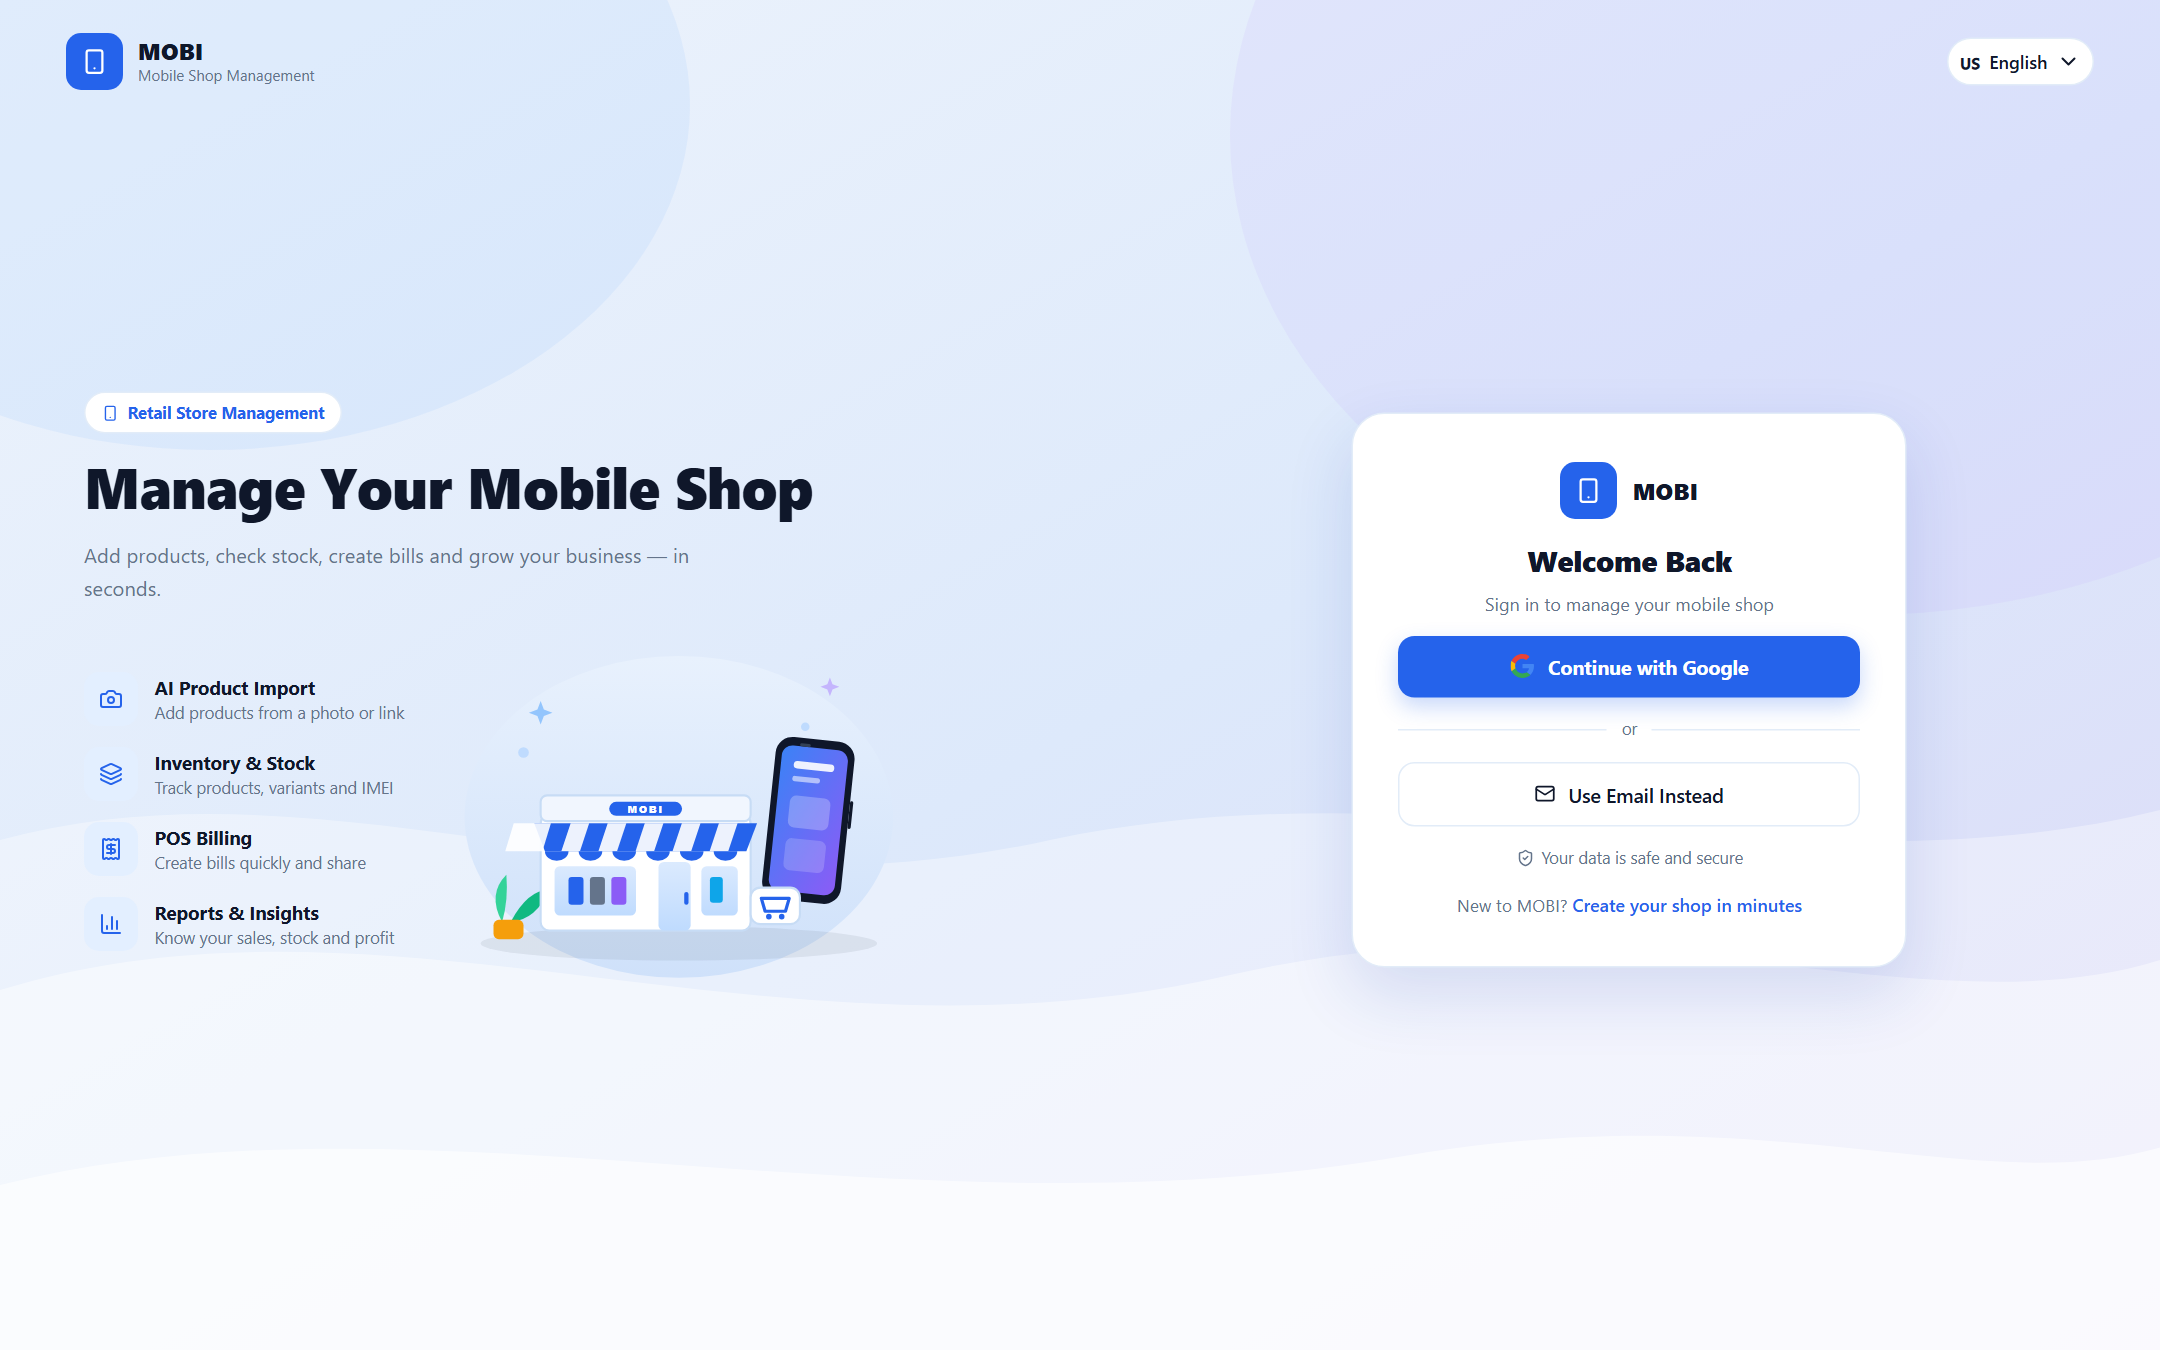 MOBI
Mobile Shop Management
US English
Retail Store Management
Manage Your Mobile Shop
Add products, check stock, create bills and grow your business — in
seconds.
AI Product Import
Add products from a photo or link
Inventory & Stock
Track products, variants and IMEI
POS Billing
Create bills quickly and share
Reports & Insights
Know your sales, stock and profit
MOBI
MOBI
Welcome Back
Sign in to manage your mobile shop
Continue with Google
or
Use Email Instead
Your data is safe and secure
New to MOBI? Create your shop in minutes